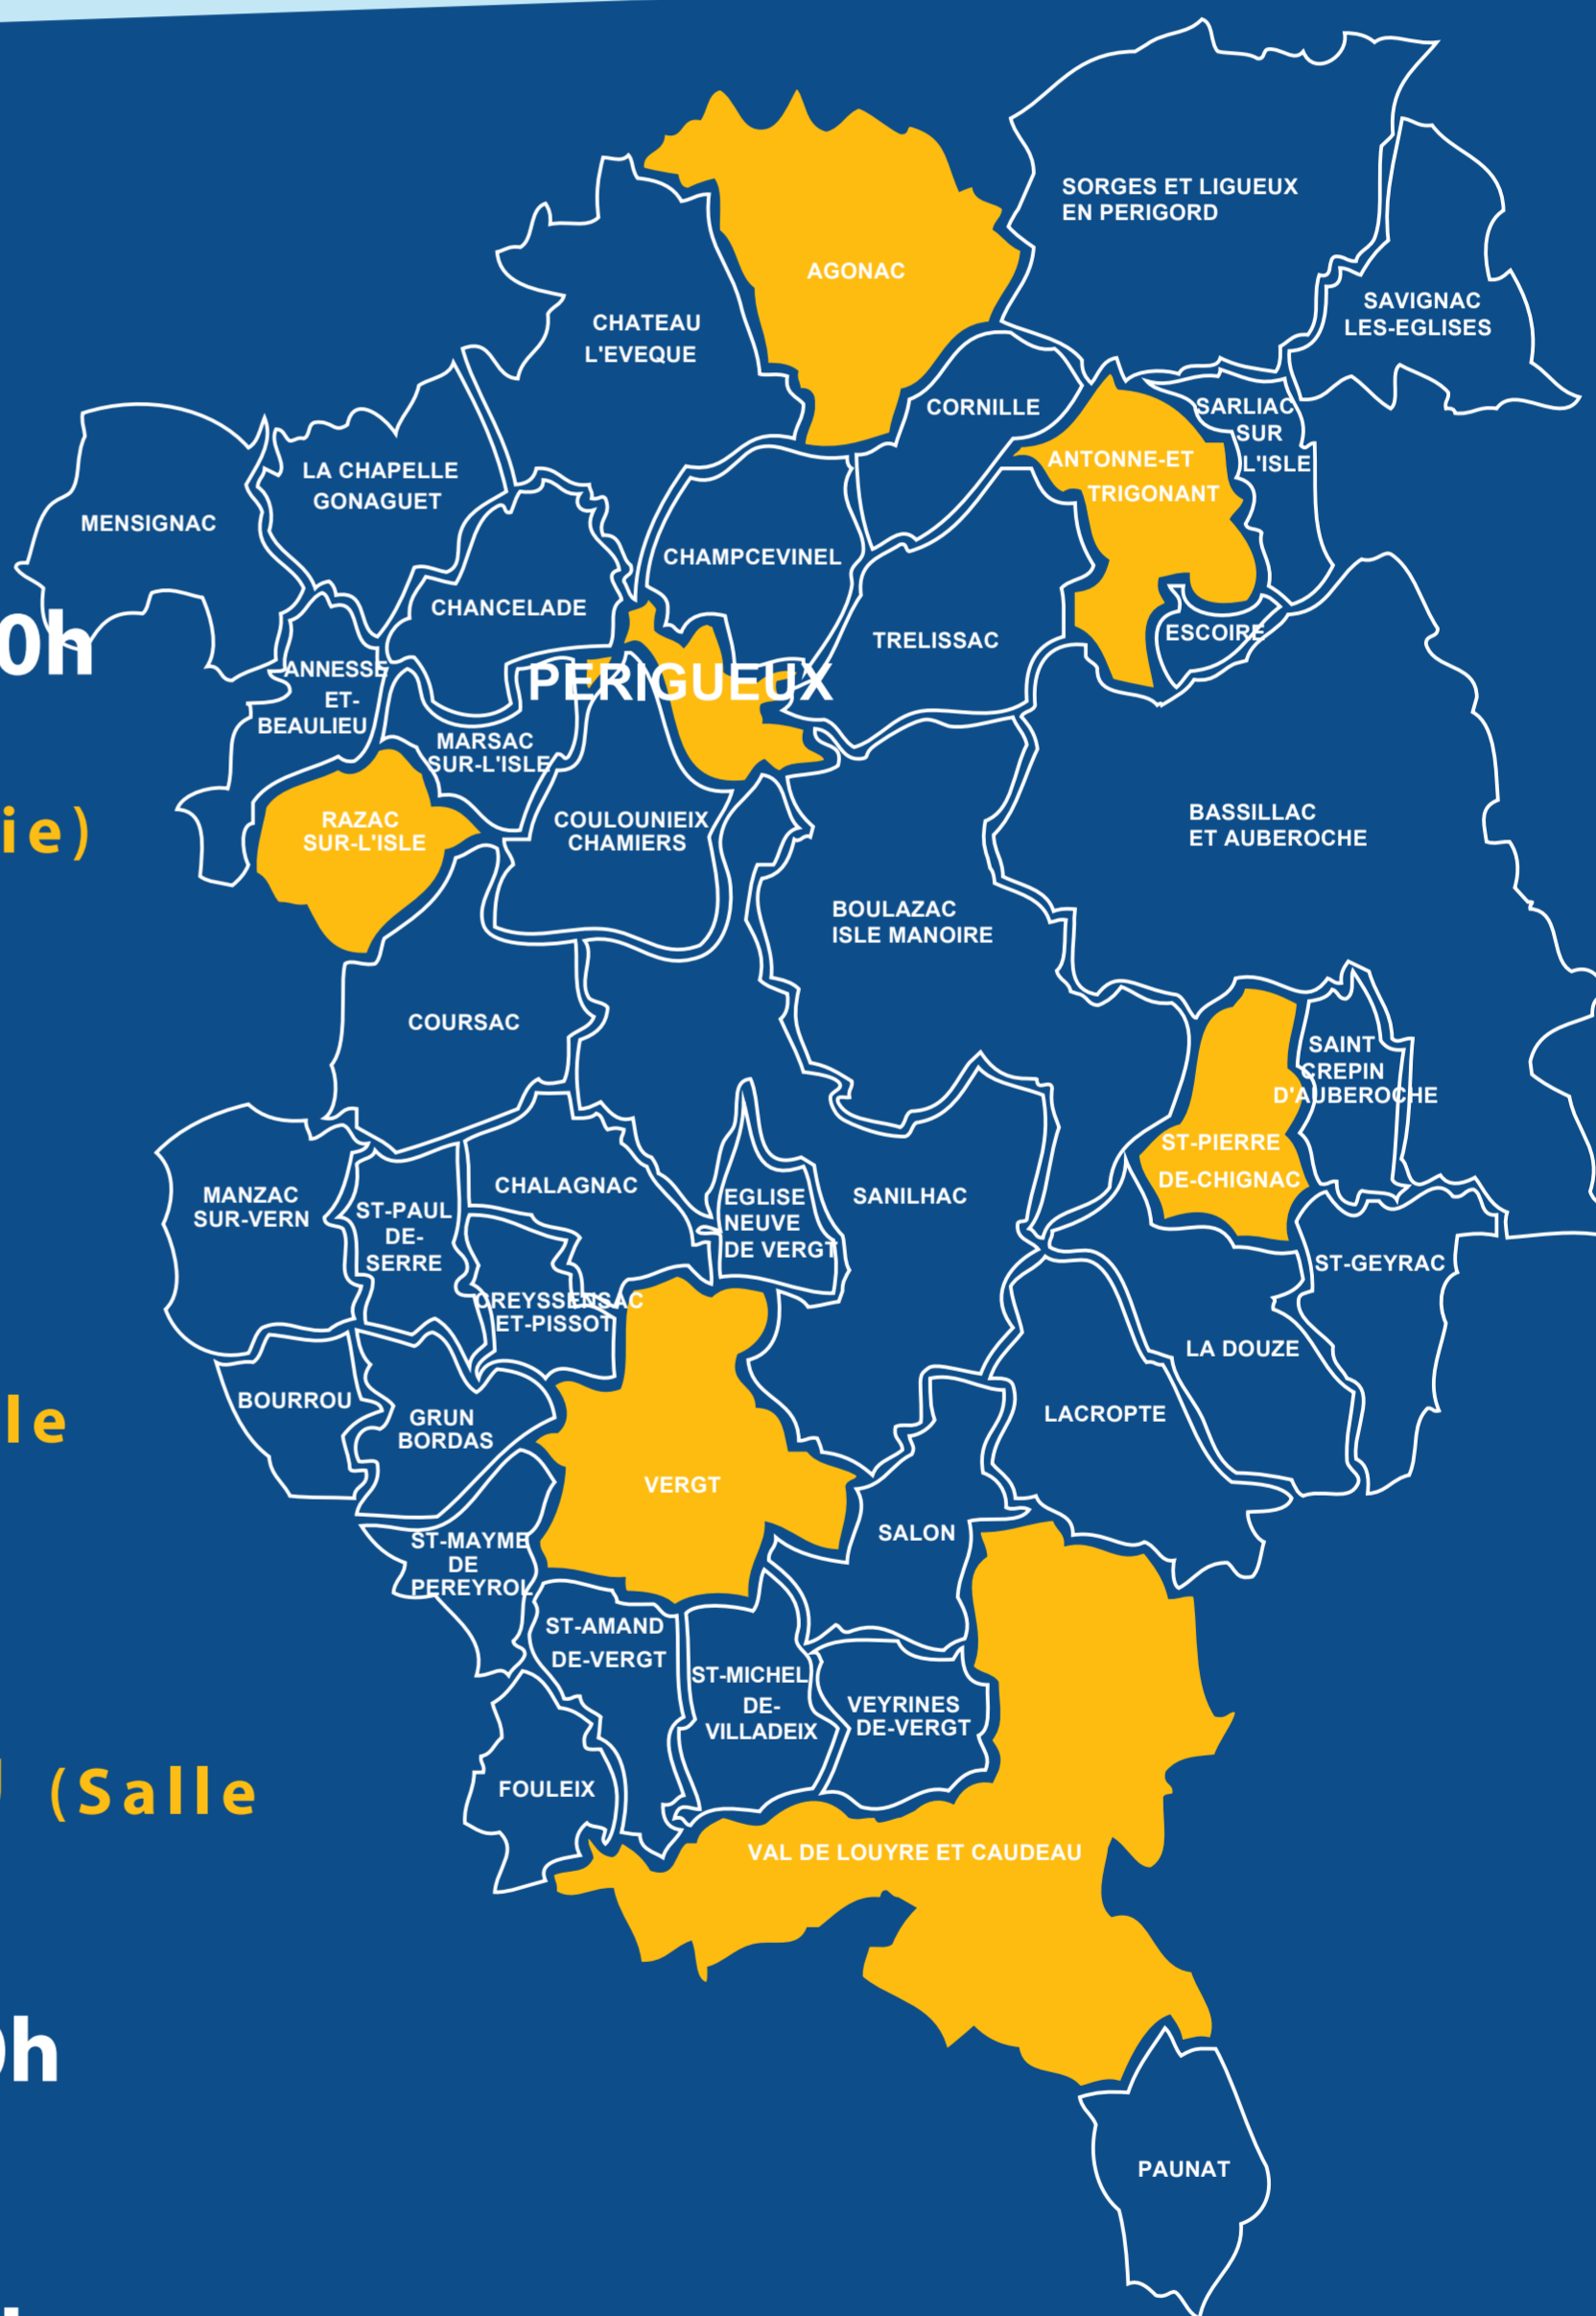 SORGES ET LIGUEUX
EN PERIGORD
AGONAC
SAVIGNAC
LES-EGLISES
CHATEAU
L'EVEQUE
CORNILLE
SARLIAC
SUR
L'ISLE
ANTONNE-ET
TRIGONANT
LA CHAPELLE
GONAGUET
MENSIGNAC
CHAMPCEVINEL
CHANCELADE
TRELISSAC
ESCOIRE
0h
ANNESSE
ET-
BEAULIEU
PERIGUEUX
MARSAC
SUR-L'ISLE
RAZAC
SUR-L'ISLE
COULOUNIEIX
CHAMIERS
BASSILLAC
ET AUBEROCHE
ie)
BOULAZAC
ISLE MANOIRE
COURSAC
SAINT
CREPIN
D'AUBEROCHE
ST-PIERRE
DE-CHIGNAC
MANZAC
SUR-VERN
ST-PAUL
DE-
SERRE
CHALAGNAC
EGLISE
NEUVE
DE VERGT
SANILHAC
ST-GEYRAC
CREYSSENSAC
ET-PISSOT
LA DOUZE
BOURROU
GRUN
BORDAS
LACROPTE
le
VERGT
SALON
ST-MAYME
DE
PEREYROL
ST-AMAND
DE-VERGT
ST-MICHEL
DE-
VILLADEIX
VEYRINES
DE-VERGT
FOULEIX
(Salle
VAL DE LOUYRE ET CAUDEAU
h
PAUNAT